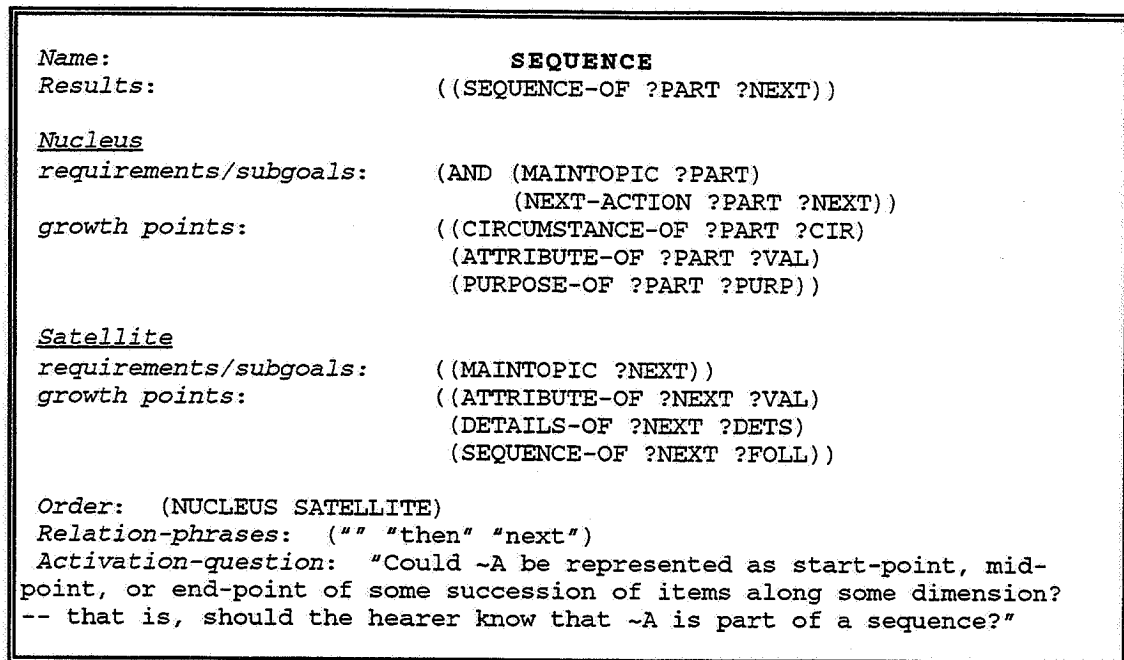 Name: SEQUENCE
Results: ((SEQUENCE-OF ?PART ?NEXT))
Nucleus
requirements/subgoals: (AND (MAINTOPIC ?PART)
(NEXT-ACTION ?PART ?NEXT))
growth points: ((CIRCUMSTANCE-OF ?PART ?CIR)
(ATTRIBUTE-OF ?PART ?VAL)
(PURPOSE-OF ?PART ?PURP))
Satellite
requirements/subgoals: ((MAINTOPIC ?NEXT))
growth points: ((ATTRIBUTE-OF ?NEXT ?VAL)
(DETAILS-OF ?NEXT ?DETS)
(SEQUENCE-OF ?NEXT ?FOLL))
Order: (NUCLEUS SATELLITE)
Relation-phrases: ("" "then" "next")
Activation-question: "Could ~A be represented as start-point, mid-
point, or end-point of some succession of items along some dimension?
-- that is, should the hearer know that ~A is part of a sequence?"